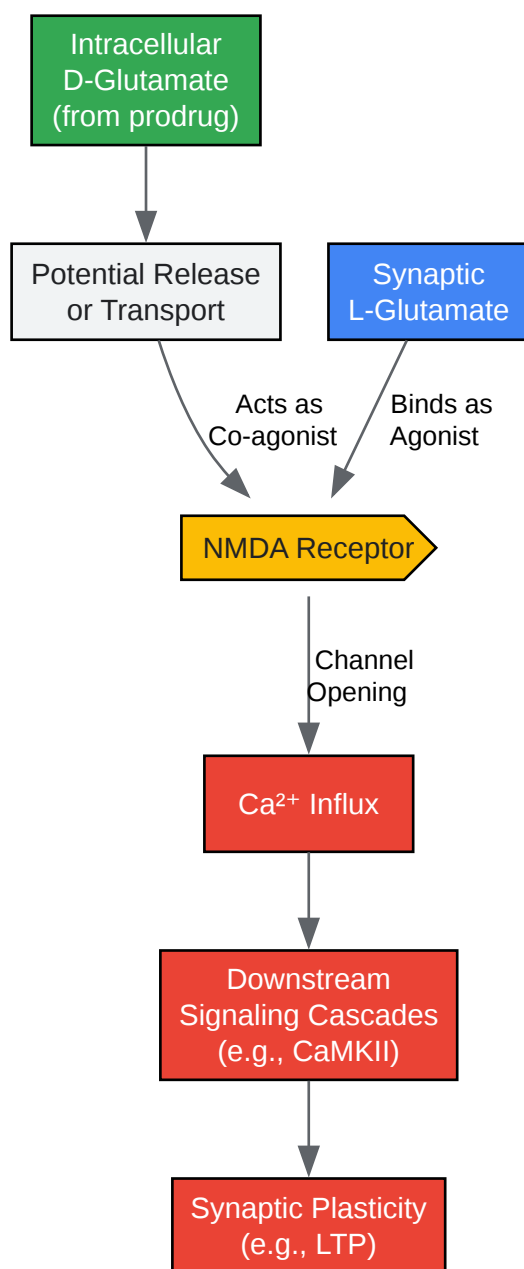 Intracellular
D-Glutamate
(from prodrug)
Potential Release
or Transport
Synaptic
L-Glutamate
Acts as
Co-agonist
Binds as
Agonist
NMDA Receptor
Channel
Opening
Ca²⁺ Influx
Downstream
Signaling Cascades
(e.g., CaMKII)
Synaptic Plasticity
(e.g., LTP)